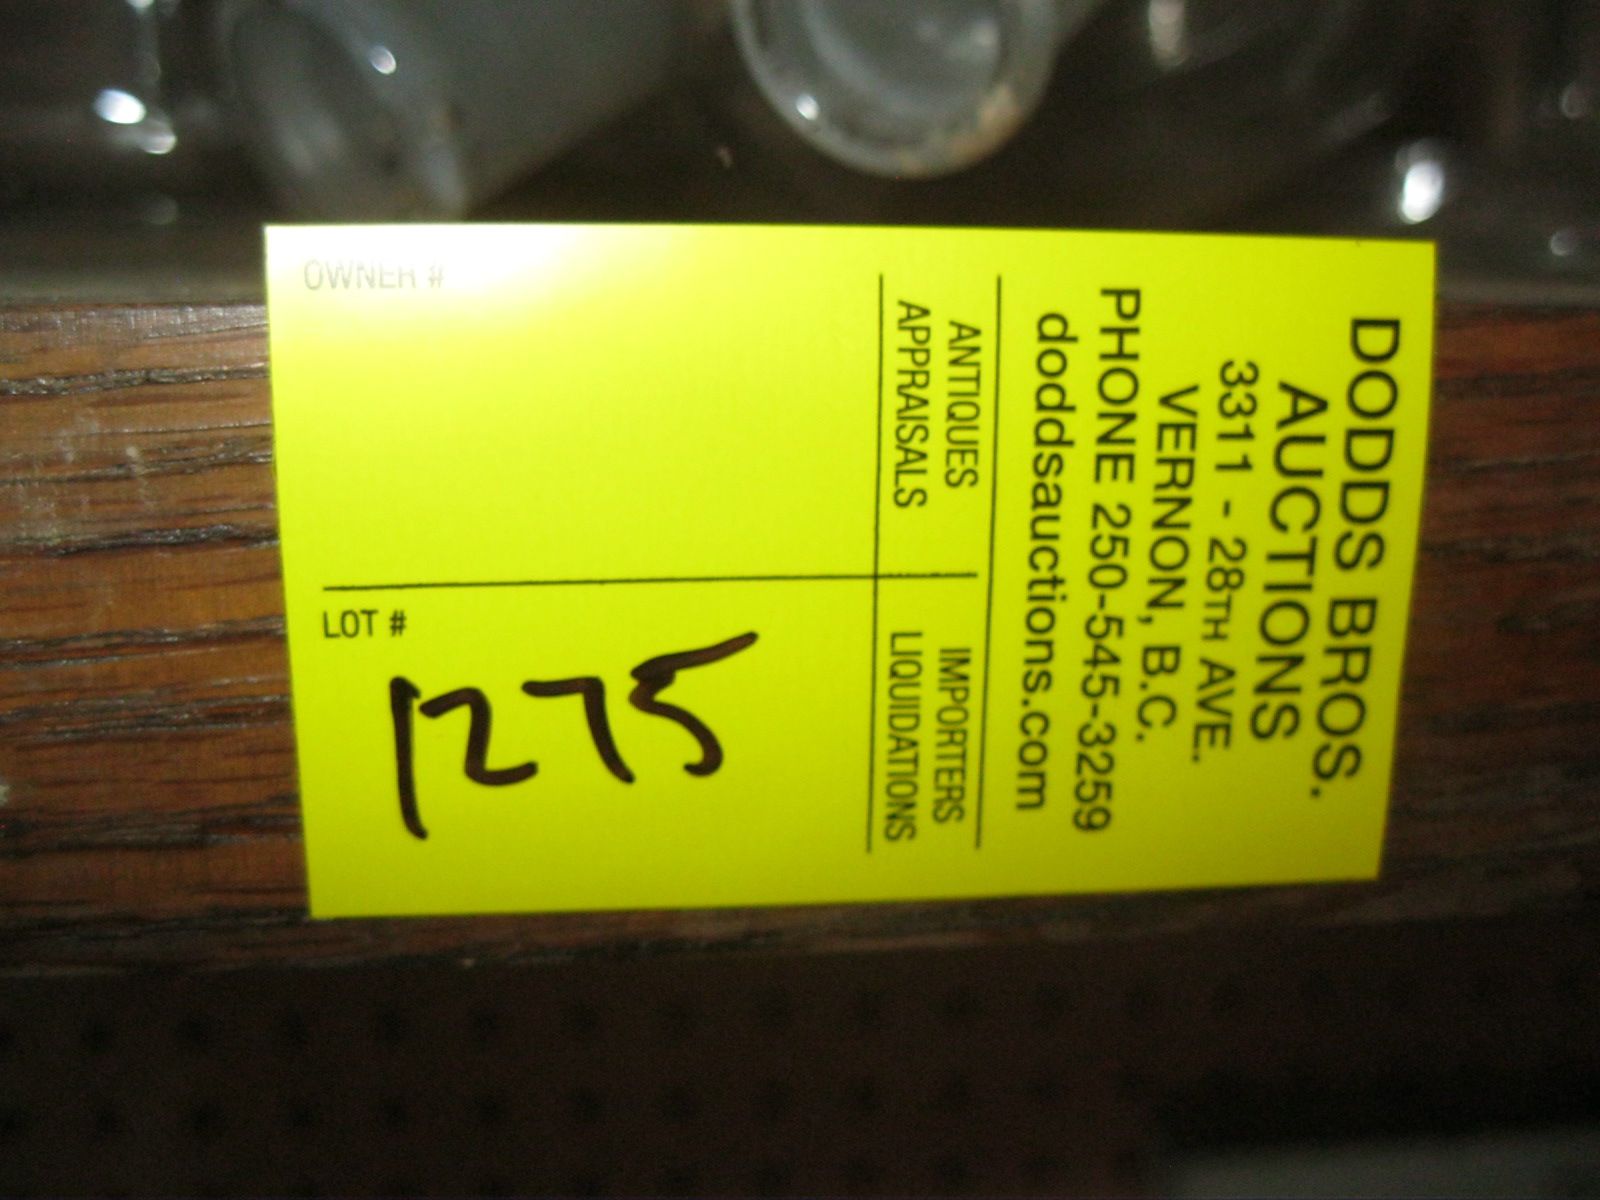 DODDS BROS.
AUCTIONS
3311 - 28TH AVE.
VERNON, B.C.
PHONE 250-545-3259
doddsauctions.com
ANTIQUES
APPRAISALS
IMPORTERS
LIQUIDATIONS
OWNER #
LOT #
1275